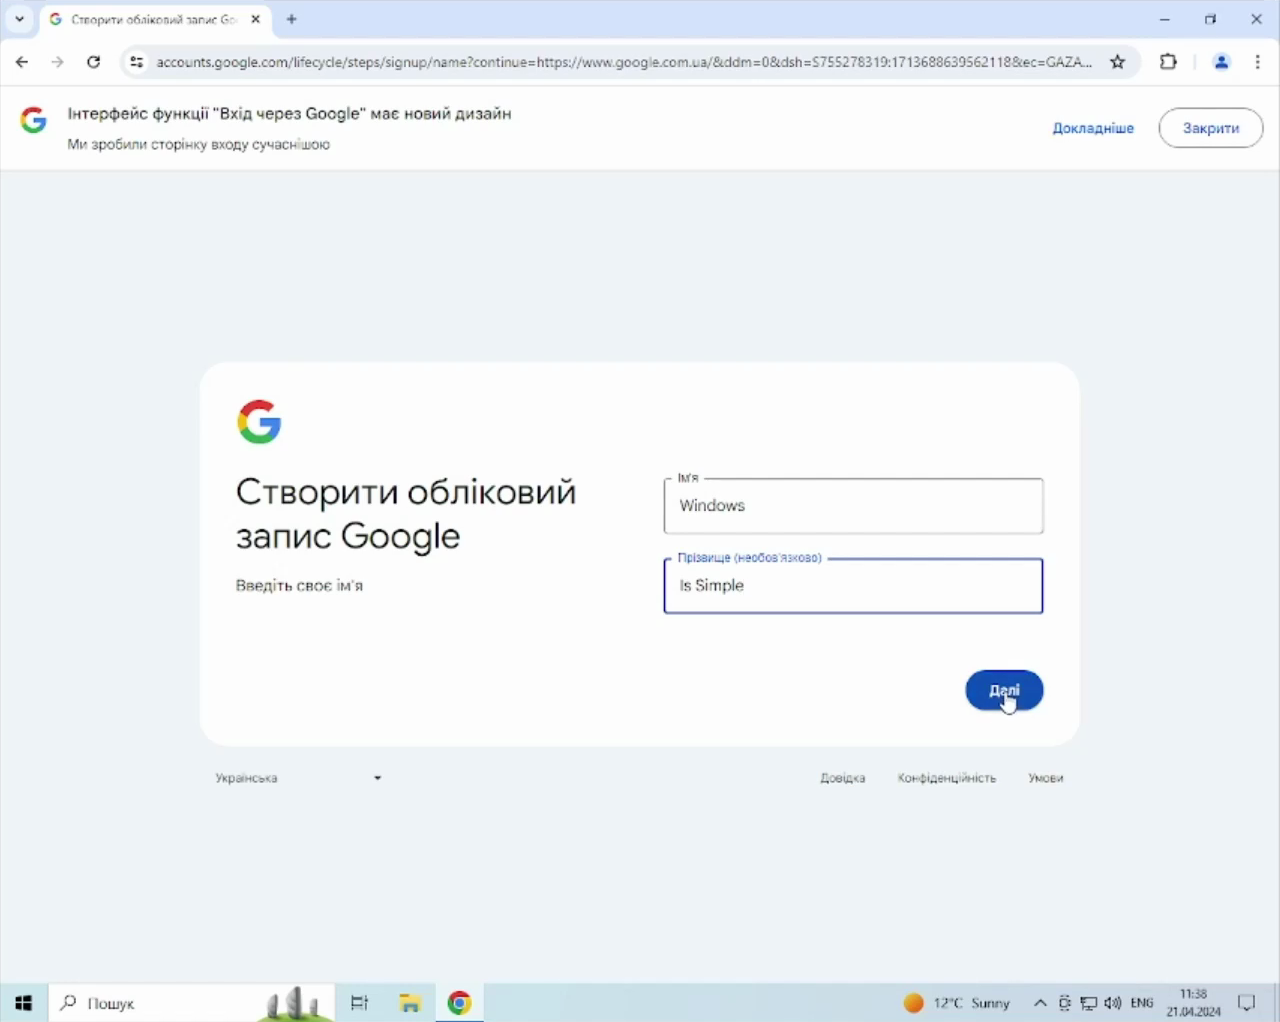 Створити обліковий запис Go
accounts.google.com/lifecycle/steps/signup/name?continue=https://www.google.com.ua/&ddm=0&dsh=S755278319:1713688639562118&ec=GAZA...
Інтерфейс функції "Вхід через Google" має новий дизайн
Ми зробили сторінку входу сучаснішою
Докладніше
Закрити
Створити обліковий
запис Google
Введіть своє ім'я
Ім'я
Windows
Прізвище (необов'язково)
Is Simple
Далі
Українська
Довідка
Конфіденційність
Умови
Пошук
12°C Sunny
ENG
11:38
21.04.2024